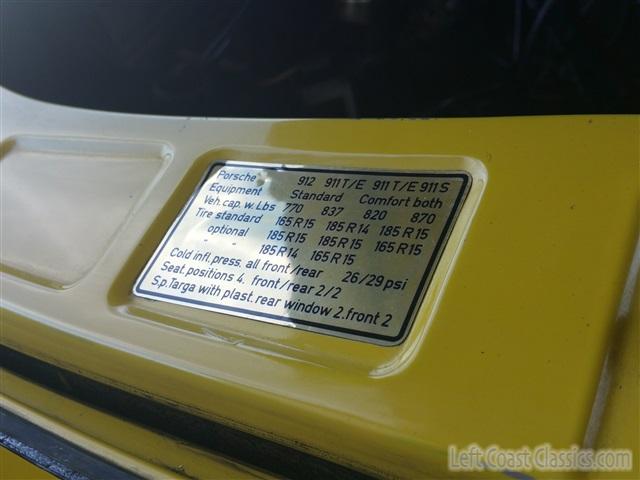 Porsche 912 911 T/E 911 T/E 911 S
Equipment Standard Comfort both
Veh. cap. w. Lbs 770 837 820 870
Tire standard 165 R 15 185 R 14 185 R 15
optional 185 R 15 185 R 15 165 R 15
" " 185 R 14 165 R 15
Cold infl. press. all front/rear 26/29 psi
Seat. positions 4. front/rear 2/2
Sp. Targa with plast. rear window 2. front 2
Left Coast Classics.com